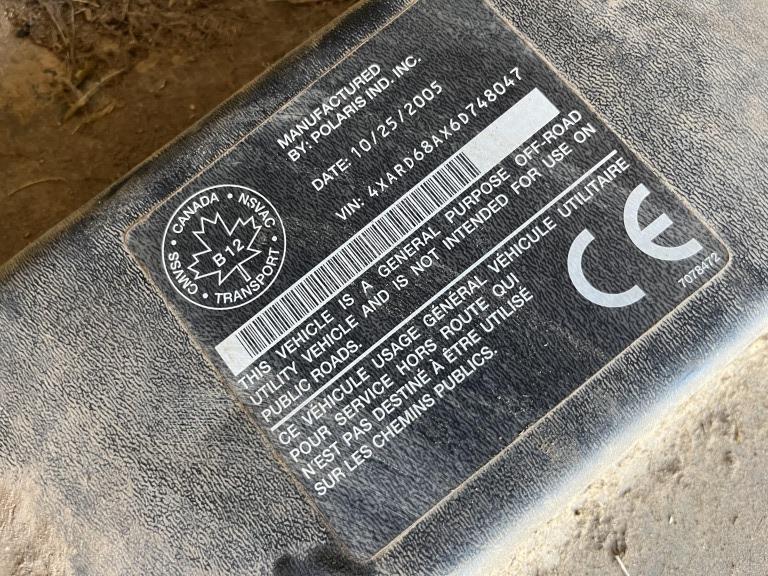 MANUFACTURED
BY: POLARIS IND. INC.
DATE: 10/25/2005
VIN: 4XARD68AX6D748047
CANADA • NSVAC • TRANSPORT • CMVSS •
B 12
THIS VEHICLE IS A GENERAL PURPOSE OFF-ROAD
UTILITY VEHICLE AND IS NOT INTENDED FOR USE ON
PUBLIC ROADS.
CE VÉHICULE USAGE GÉNÉRAL VÉHICULE UTILITAIRE
POUR SERVICE HORS ROUTE QUI
N'EST PAS DESTINÉ À ÊTRE UTILISÉ
SUR LES CHEMINS PUBLICS.
CE
7078472